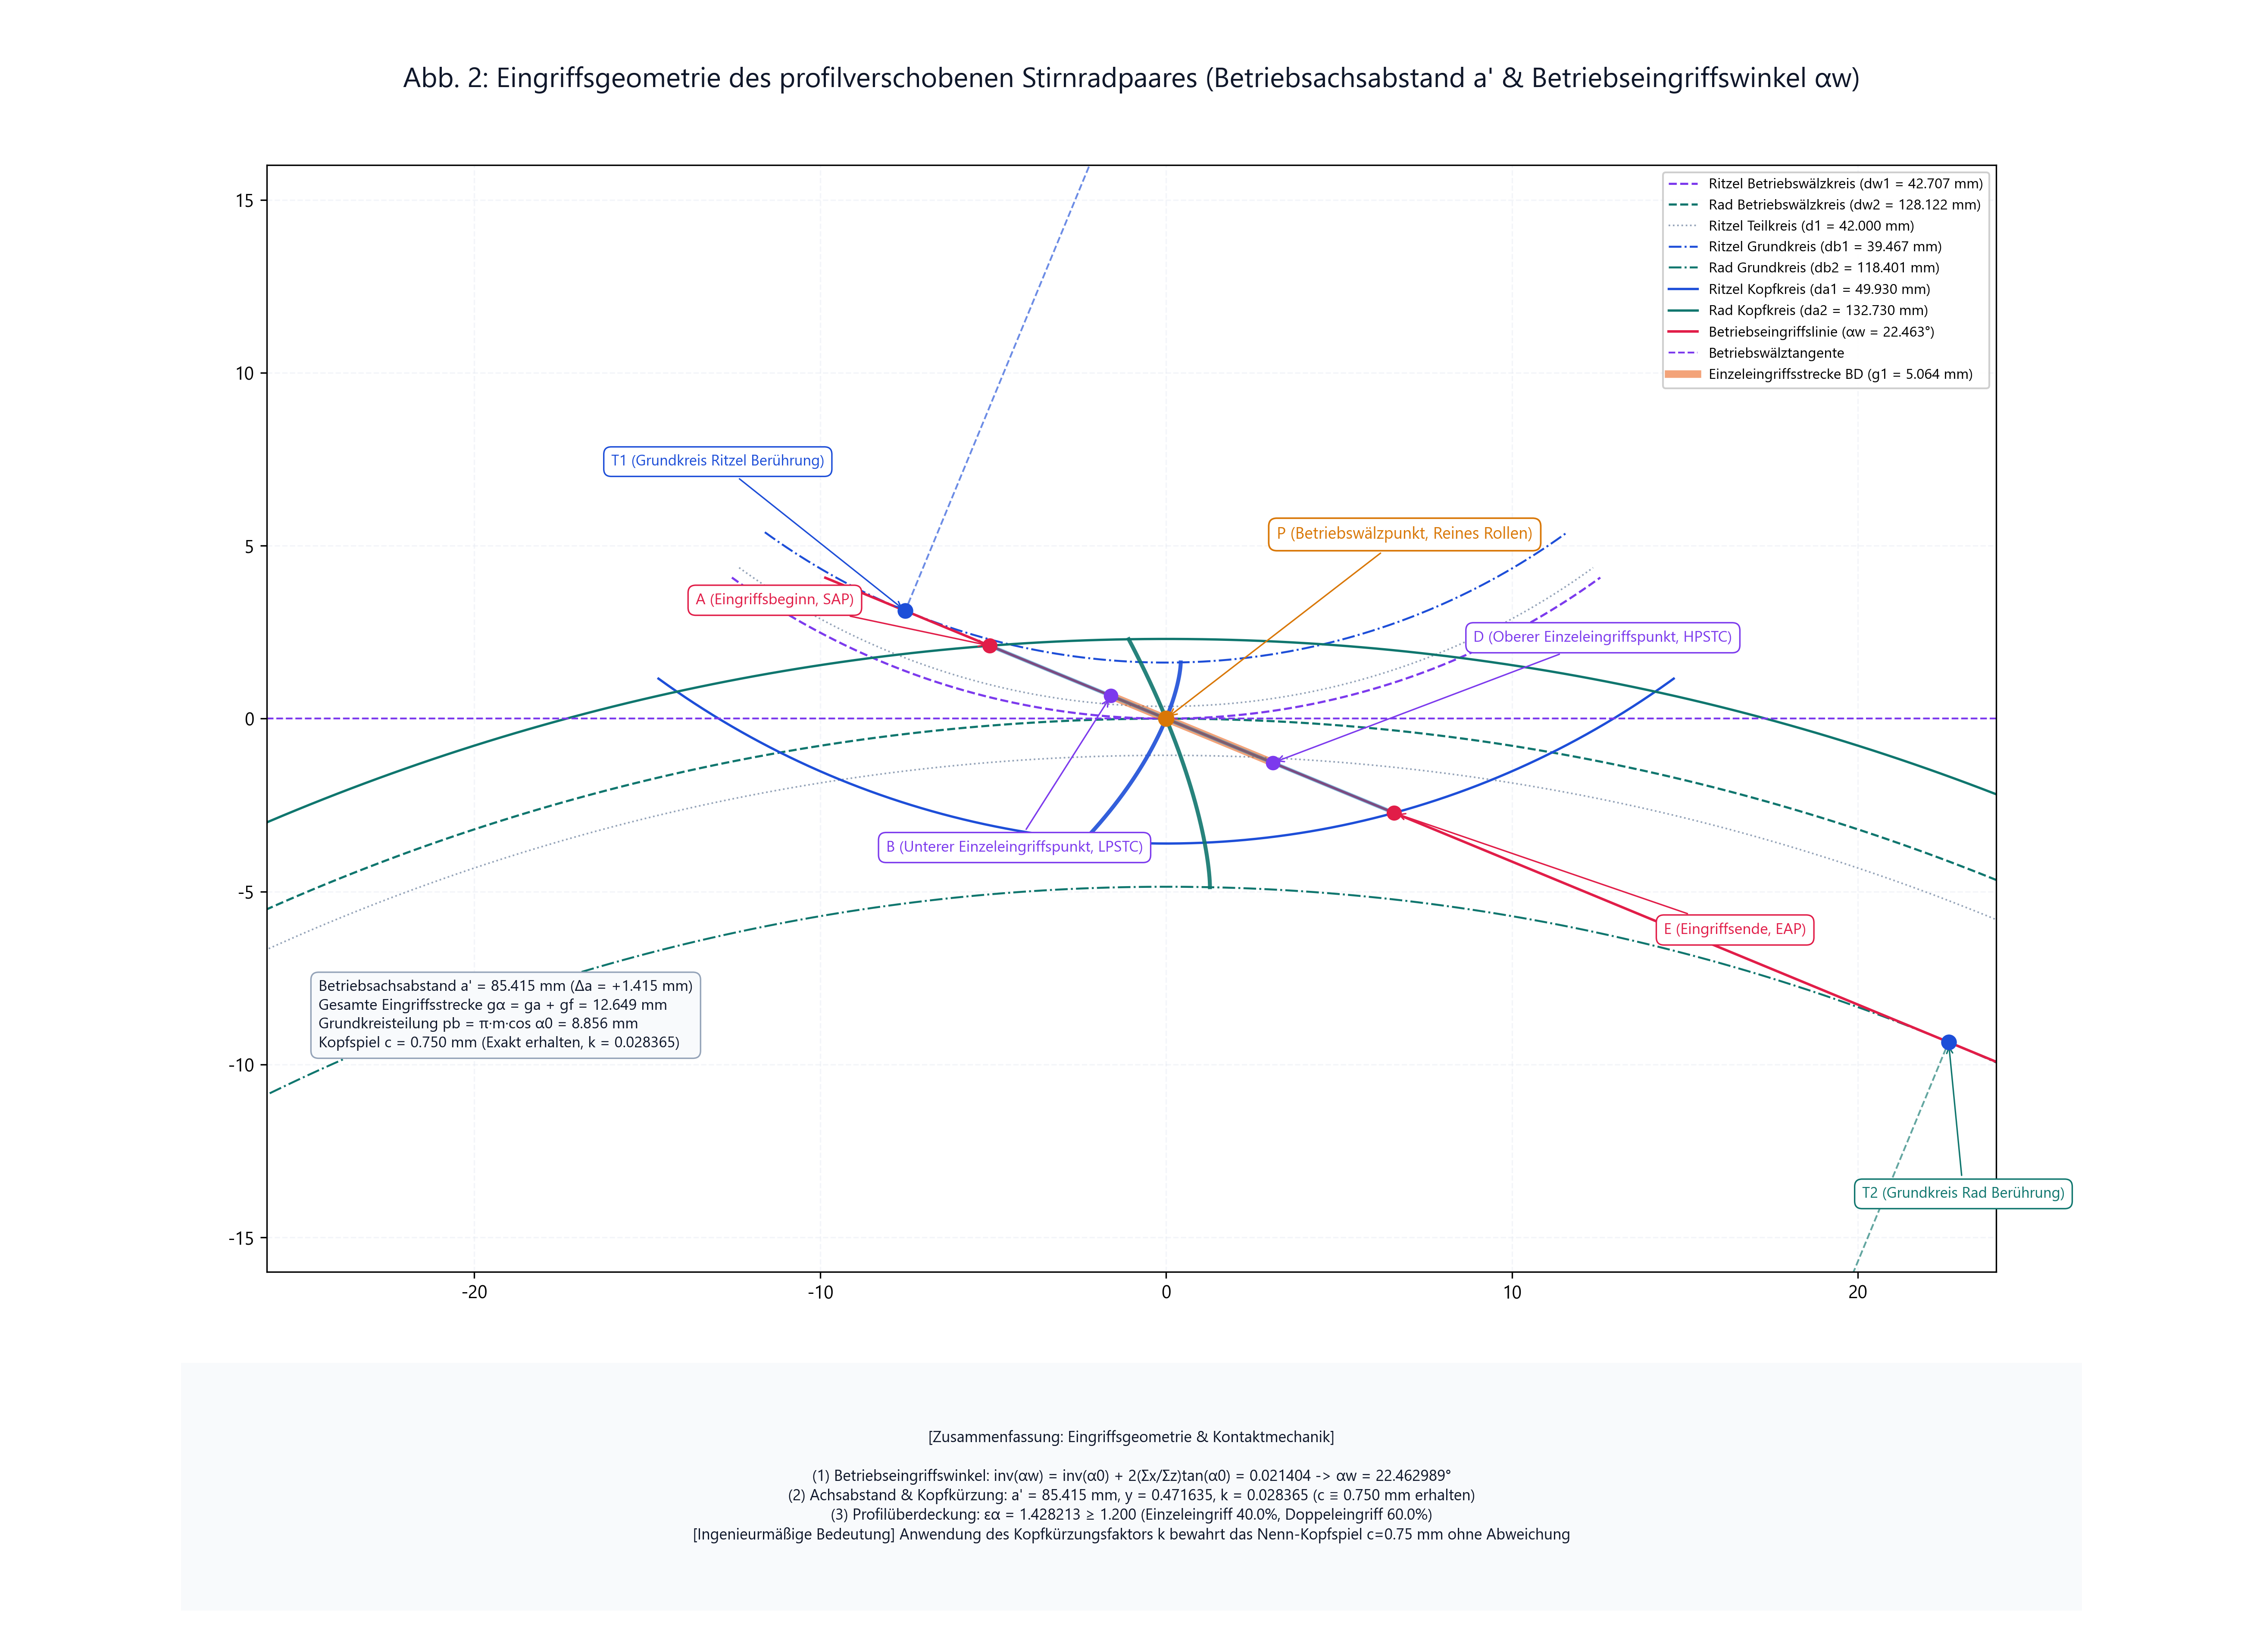 Abb. 2: Eingriffsgeometrie des profilverschobenen Stirnradpaares (Betriebsachsabstand a' & Betriebseingriffswinkel αw)
Ritzel Betriebswälzkreis (dw1 = 42.707 mm)
Rad Betriebswälzkreis (dw2 = 128.122 mm)
Ritzel Teilkreis (d1 = 42.000 mm)
Ritzel Grundkreis (db1 = 39.467 mm)
Rad Grundkreis (db2 = 118.401 mm)
Ritzel Kopfkreis (da1 = 49.930 mm)
Rad Kopfkreis (da2 = 132.730 mm)
Betriebseingriffslinie (αw = 22.463°)
Betriebswälztangente
Einzeleingriffsstrecke BD (g1 = 5.064 mm)
15
10
5
0
-5
-10
-15
T1 (Grundkreis Ritzel Berührung)
P (Betriebswälzpunkt, Reines Rollen)
A (Eingriffsbeginn, SAP)
D (Oberer Einzeleingriffspunkt, HPSTC)
B (Unterer Einzeleingriffspunkt, LPSTC)
E (Eingriffsende, EAP)
Betriebsachsabstand a' = 85.415 mm (Δa = +1.415 mm)
Gesamte Eingriffsstrecke gα = ga + gf = 12.649 mm
Grundkreisteilung pb = π·m·cos α0 = 8.856 mm
Kopfspiel c = 0.750 mm (Exakt erhalten, k = 0.028365)
T2 (Grundkreis Rad Berührung)
-20
-10
0
10
20
[Zusammenfassung: Eingriffsgeometrie & Kontaktmechanik]
(1) Betriebseingriffswinkel: inv(αw) = inv(α0) + 2(Σx/Σz)tan(α0) = 0.021404 -> αw = 22.462989°
(2) Achsabstand & Kopfkürzung: a' = 85.415 mm, y = 0.471635, k = 0.028365 (c ≡ 0.750 mm erhalten)
(3) Profilüberdeckung: εα = 1.428213 ≥ 1.200 (Einzeleingriff 40.0%, Doppeleingriff 60.0%)
[Ingenieurmäßige Bedeutung] Anwendung des Kopfkürzungsfaktors k bewahrt das Nenn-Kopfspiel c=0.75 mm ohne Abweichung